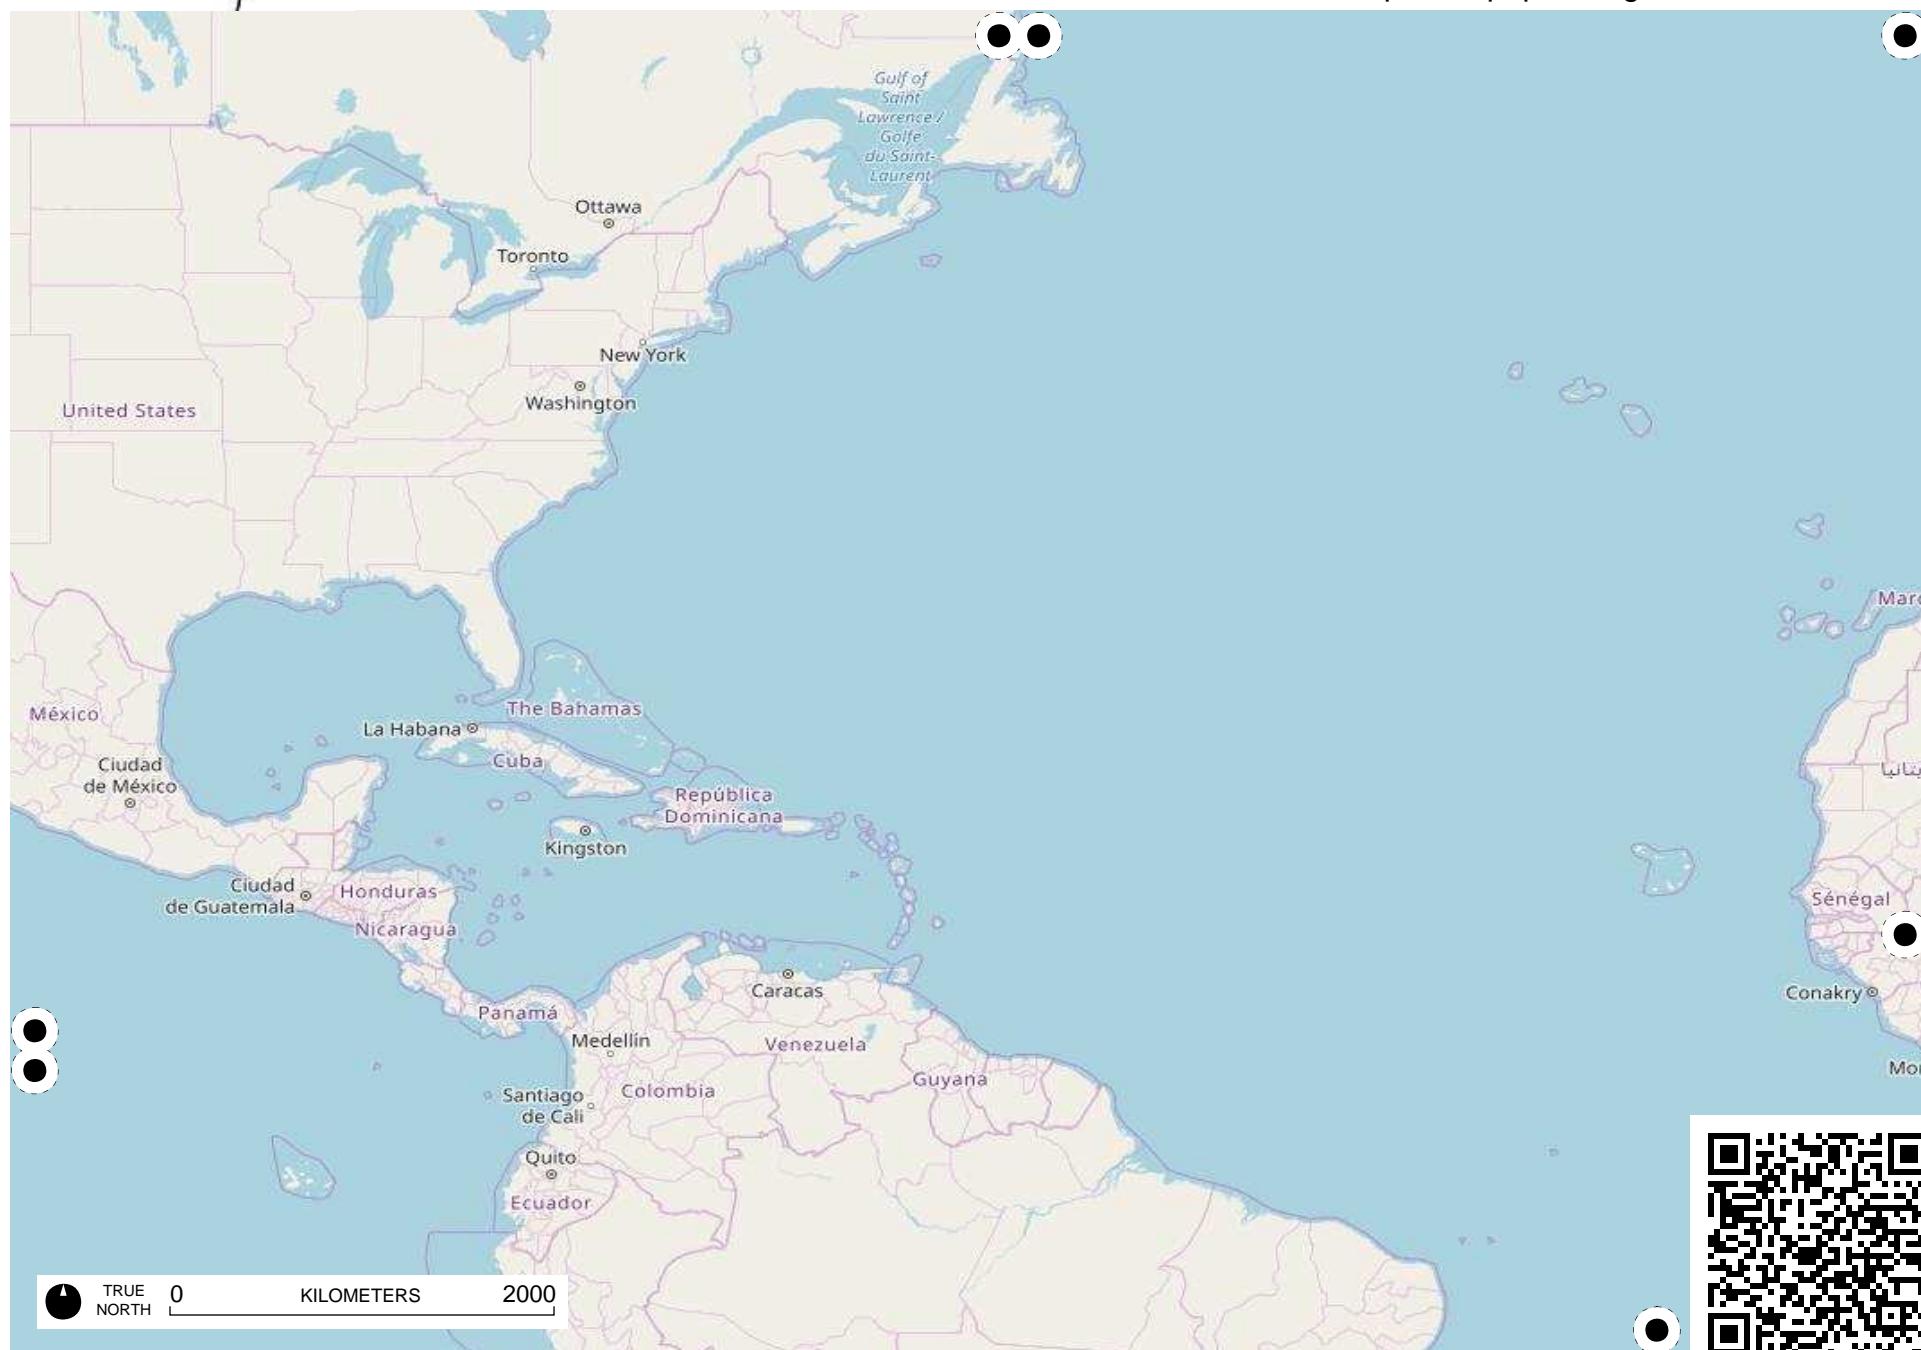 Gulf of
Saint
Lawrence /
Golfe
du Saint-
Laurent
Ottawa
Toronto
New York
Washington
United States
México
Ciudad
de México
La Habana
The Bahamas
Cuba
República
Dominicana
Kingston
Ciudad
de Guatemala
Honduras
Nicaragua
Panamá
Caracas
Medellín
Venezuela
Guyana
Colombia
Santiago
de Cali
Quito
Ecuador
Sénégal
Conakry
TRUE
NORTH
0
KILOMETERS
2000